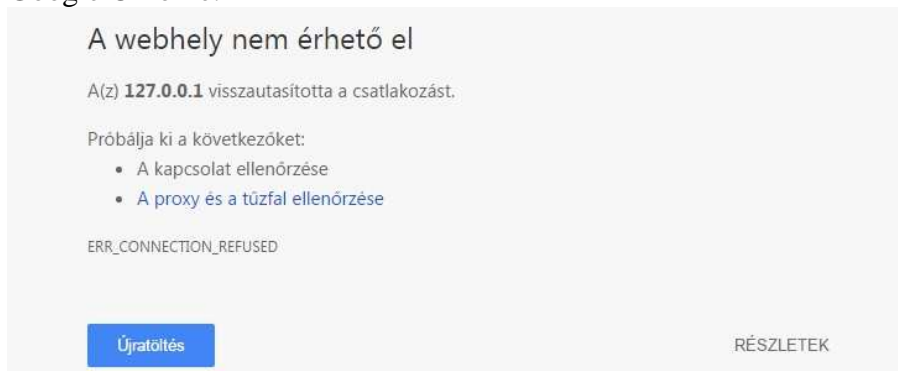 A webhely nem érhető el
A(z) 127.0.0.1 visszautasította a csatlakozást.
Próbálja ki a következőket:
• A kapcsolat ellenőrzése
• A proxy és a tűzfal ellenőrzése
ERR_CONNECTION_REFUSED
Újratöltés RÉSZLETEK